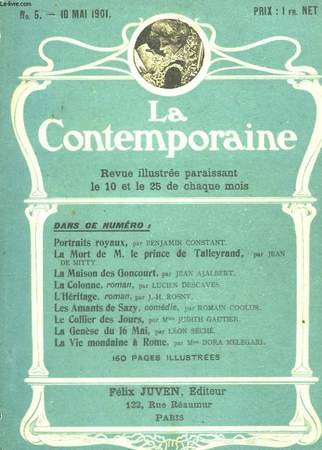 No. 5. — 10 MAI 1901.
PRIX : 1 FR. NET
La
Contemporaine
Revue illustrée paraissant
le 10 et le 25 de chaque mois
DANS CE NUMÉRO :
Portraits royaux, par BENJAMIN CONSTANT.
La Mort de M. le prince de Talleyrand, par JEAN
DE MITTY.
La Maison des Goncourt, par JEAN AJALBERT.
La Colonne, roman, par LUCIEN DESCAVES.
L'Héritage, roman, par J.-H. ROSNY.
Les Amants de Sazy, comédie, par ROMAIN COOLUS.
Le Collier des Jours, par Mme JUDITH GAUTIER.
La Genèse du 16 Mai, par LÉON SÉCHÉ.
La Vie mondaine à Rome, par Mme DORA MELEGARI.
160 PAGES ILLUSTRÉES
Félix JUVEN, Editeur
122, Rue Réaumur
PARIS